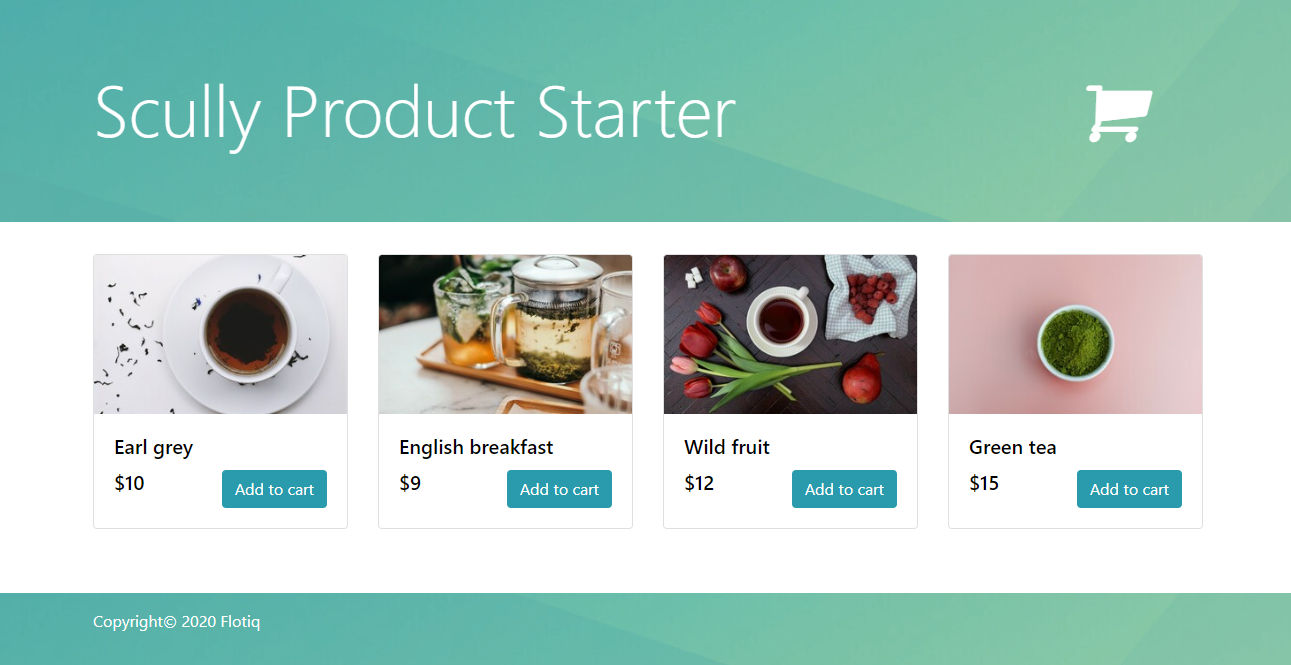 Scully Product Starter
Earl grey
$10
Add to cart
English breakfast
$9
Add to cart
Wild fruit
$12
Add to cart
Green tea
$15
Add to cart
Copyright© 2020 Flotiq